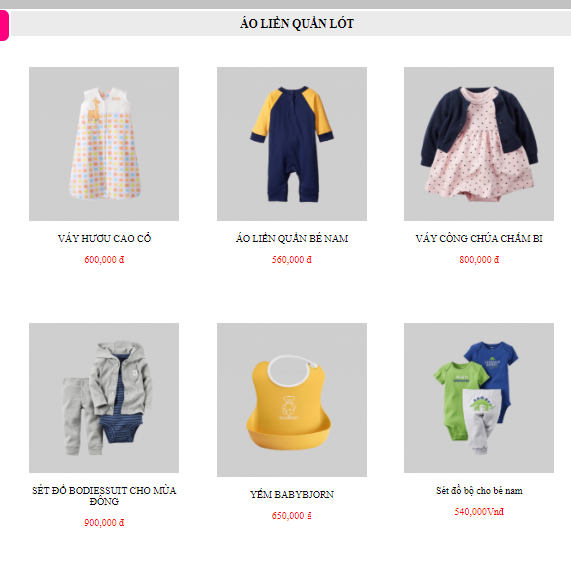 ÁO LIỀN QUẦN LÓT
VÁY HƯƠU CAO CỔ
ÁO LIỀN QUẦN BÉ NAM
VÁY CÔNG CHÚA CHẤM BI
600,000 đ
560,000 đ
800,000 đ
SÉT ĐỒ BODIESSUIT CHO MÙA
ĐÔNG
YẾM BABYBJORN
Sét đồ bộ cho bé nam
900,000 đ
650,000 ₫
540,000Vnđ